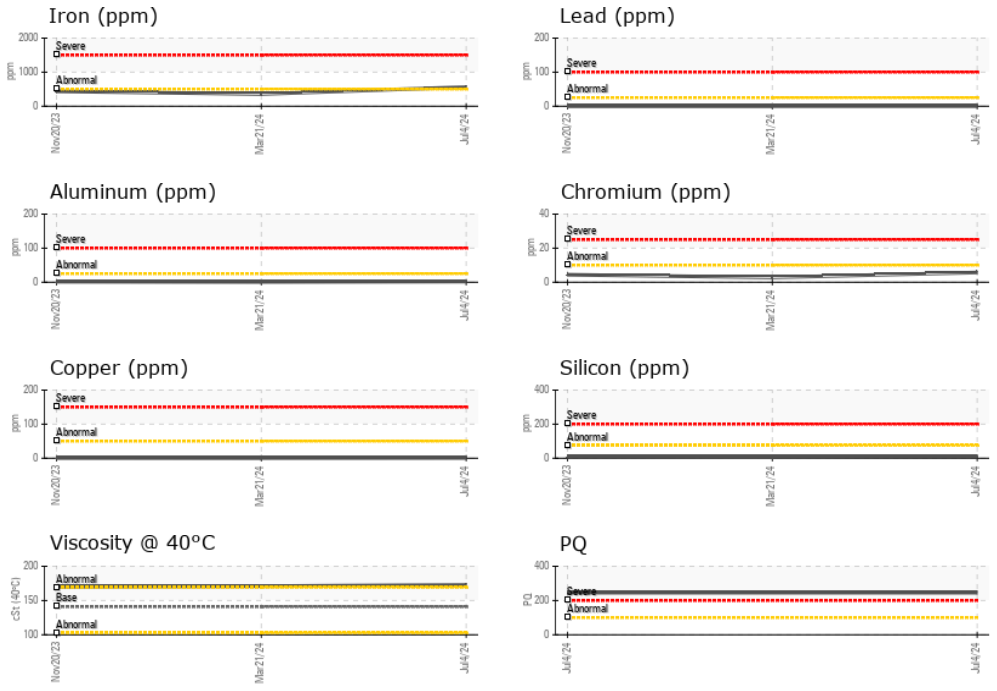 Iron (ppm)
2000
1000
0
ppm
Severe
Abnormal
Nov20/23
Mar21/24
Jul4/24
Lead (ppm)
200
100
0
ppm
Severe
Abnormal
Nov20/23
Mar21/24
Jul4/24
Aluminum (ppm)
200
100
0
ppm
Severe
Abnormal
Nov20/23
Mar21/24
Jul4/24
Chromium (ppm)
40
20
0
ppm
Severe
Abnormal
Nov20/23
Mar21/24
Jul4/24
Copper (ppm)
200
100
0
ppm
Severe
Abnormal
Nov20/23
Mar21/24
Jul4/24
Silicon (ppm)
400
200
0
ppm
Severe
Abnormal
Nov20/23
Mar21/24
Jul4/24
Viscosity @ 40°C
200
150
100
cSt (40°C)
Abnormal
Base
Abnormal
Nov20/23
Mar21/24
Jul4/24
PQ
400
200
0
PQ
Severe
Abnormal
Jul4/24
Jul4/24